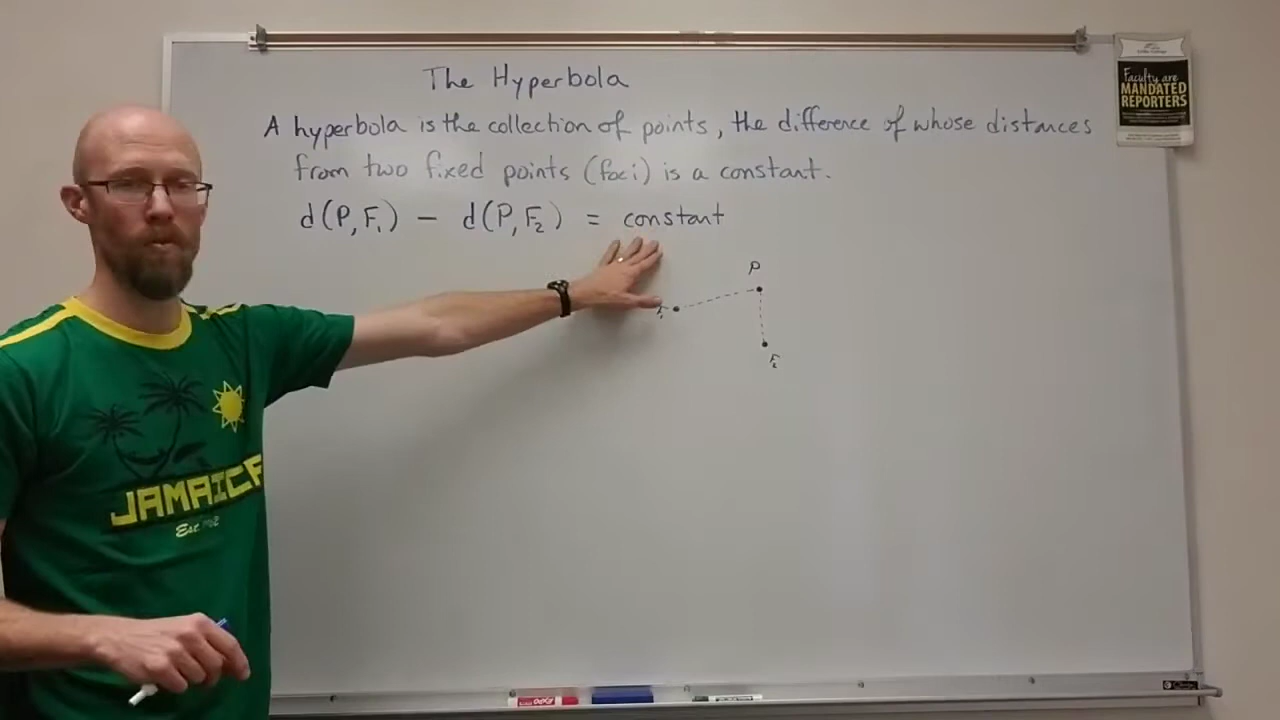 The Hyperbola
A hyperbola is the collection of points, the difference of whose distances
from two fixed points (foci) is a constant.
d(P,F₁) - d(P,F₂) = constant
P
F₂
Faculty are
MANDATED
REPORTERS
JAMAICA
Est